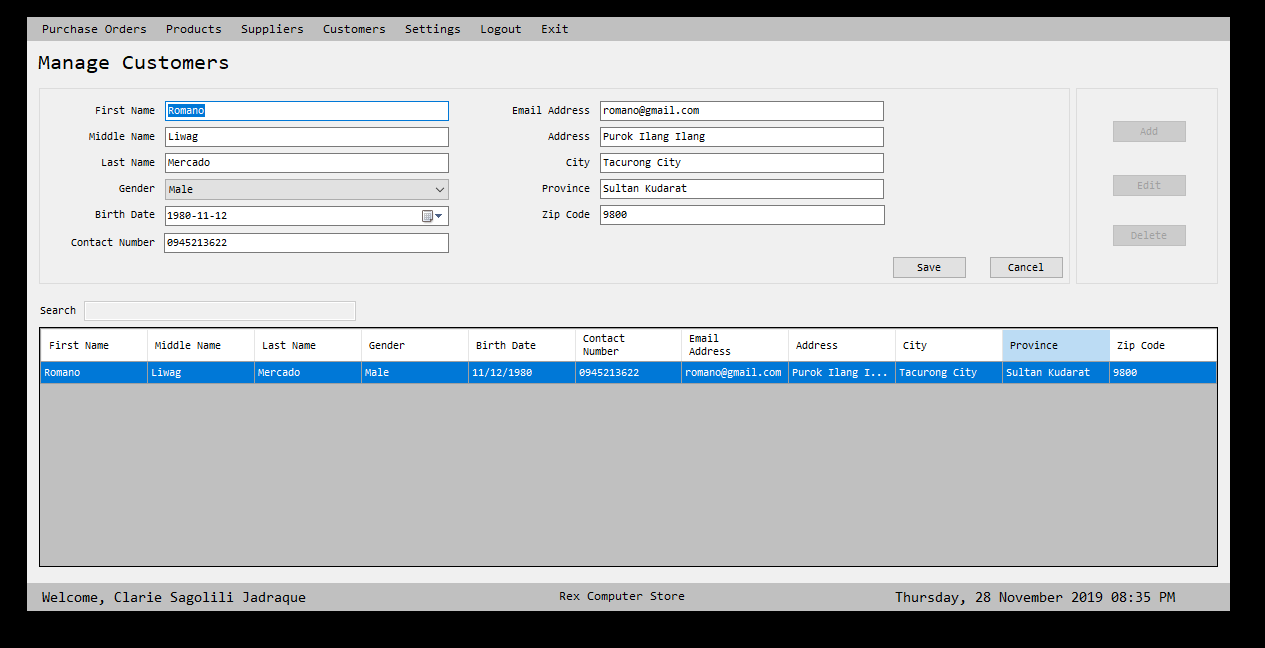 Purchase Orders Products Suppliers Customers Settings Logout Exit
Manage Customers
First Name Romano Email Address romano@gmail.com
Middle Name Liwag Address Purok Ilang Ilang
Last Name Mercado City Tacurong City
Gender Male Province Sultan Kudarat
Birth Date 1980-11-12 Zip Code 9800
Contact Number 0945213622
Save Cancel
Add
Edit
Delete
Search
First Name Middle Name Last Name Gender Birth Date Contact Number Email Address Address City Province Zip Code
Romano Liwag Mercado Male 11/12/1980 0945213622 romano@gmail.com Purok Ilang I... Tacurong City Sultan Kudarat 9800
Welcome, Clarie Sagolili Jadraque Rex Computer Store Thursday, 28 November 2019 08:35 PM